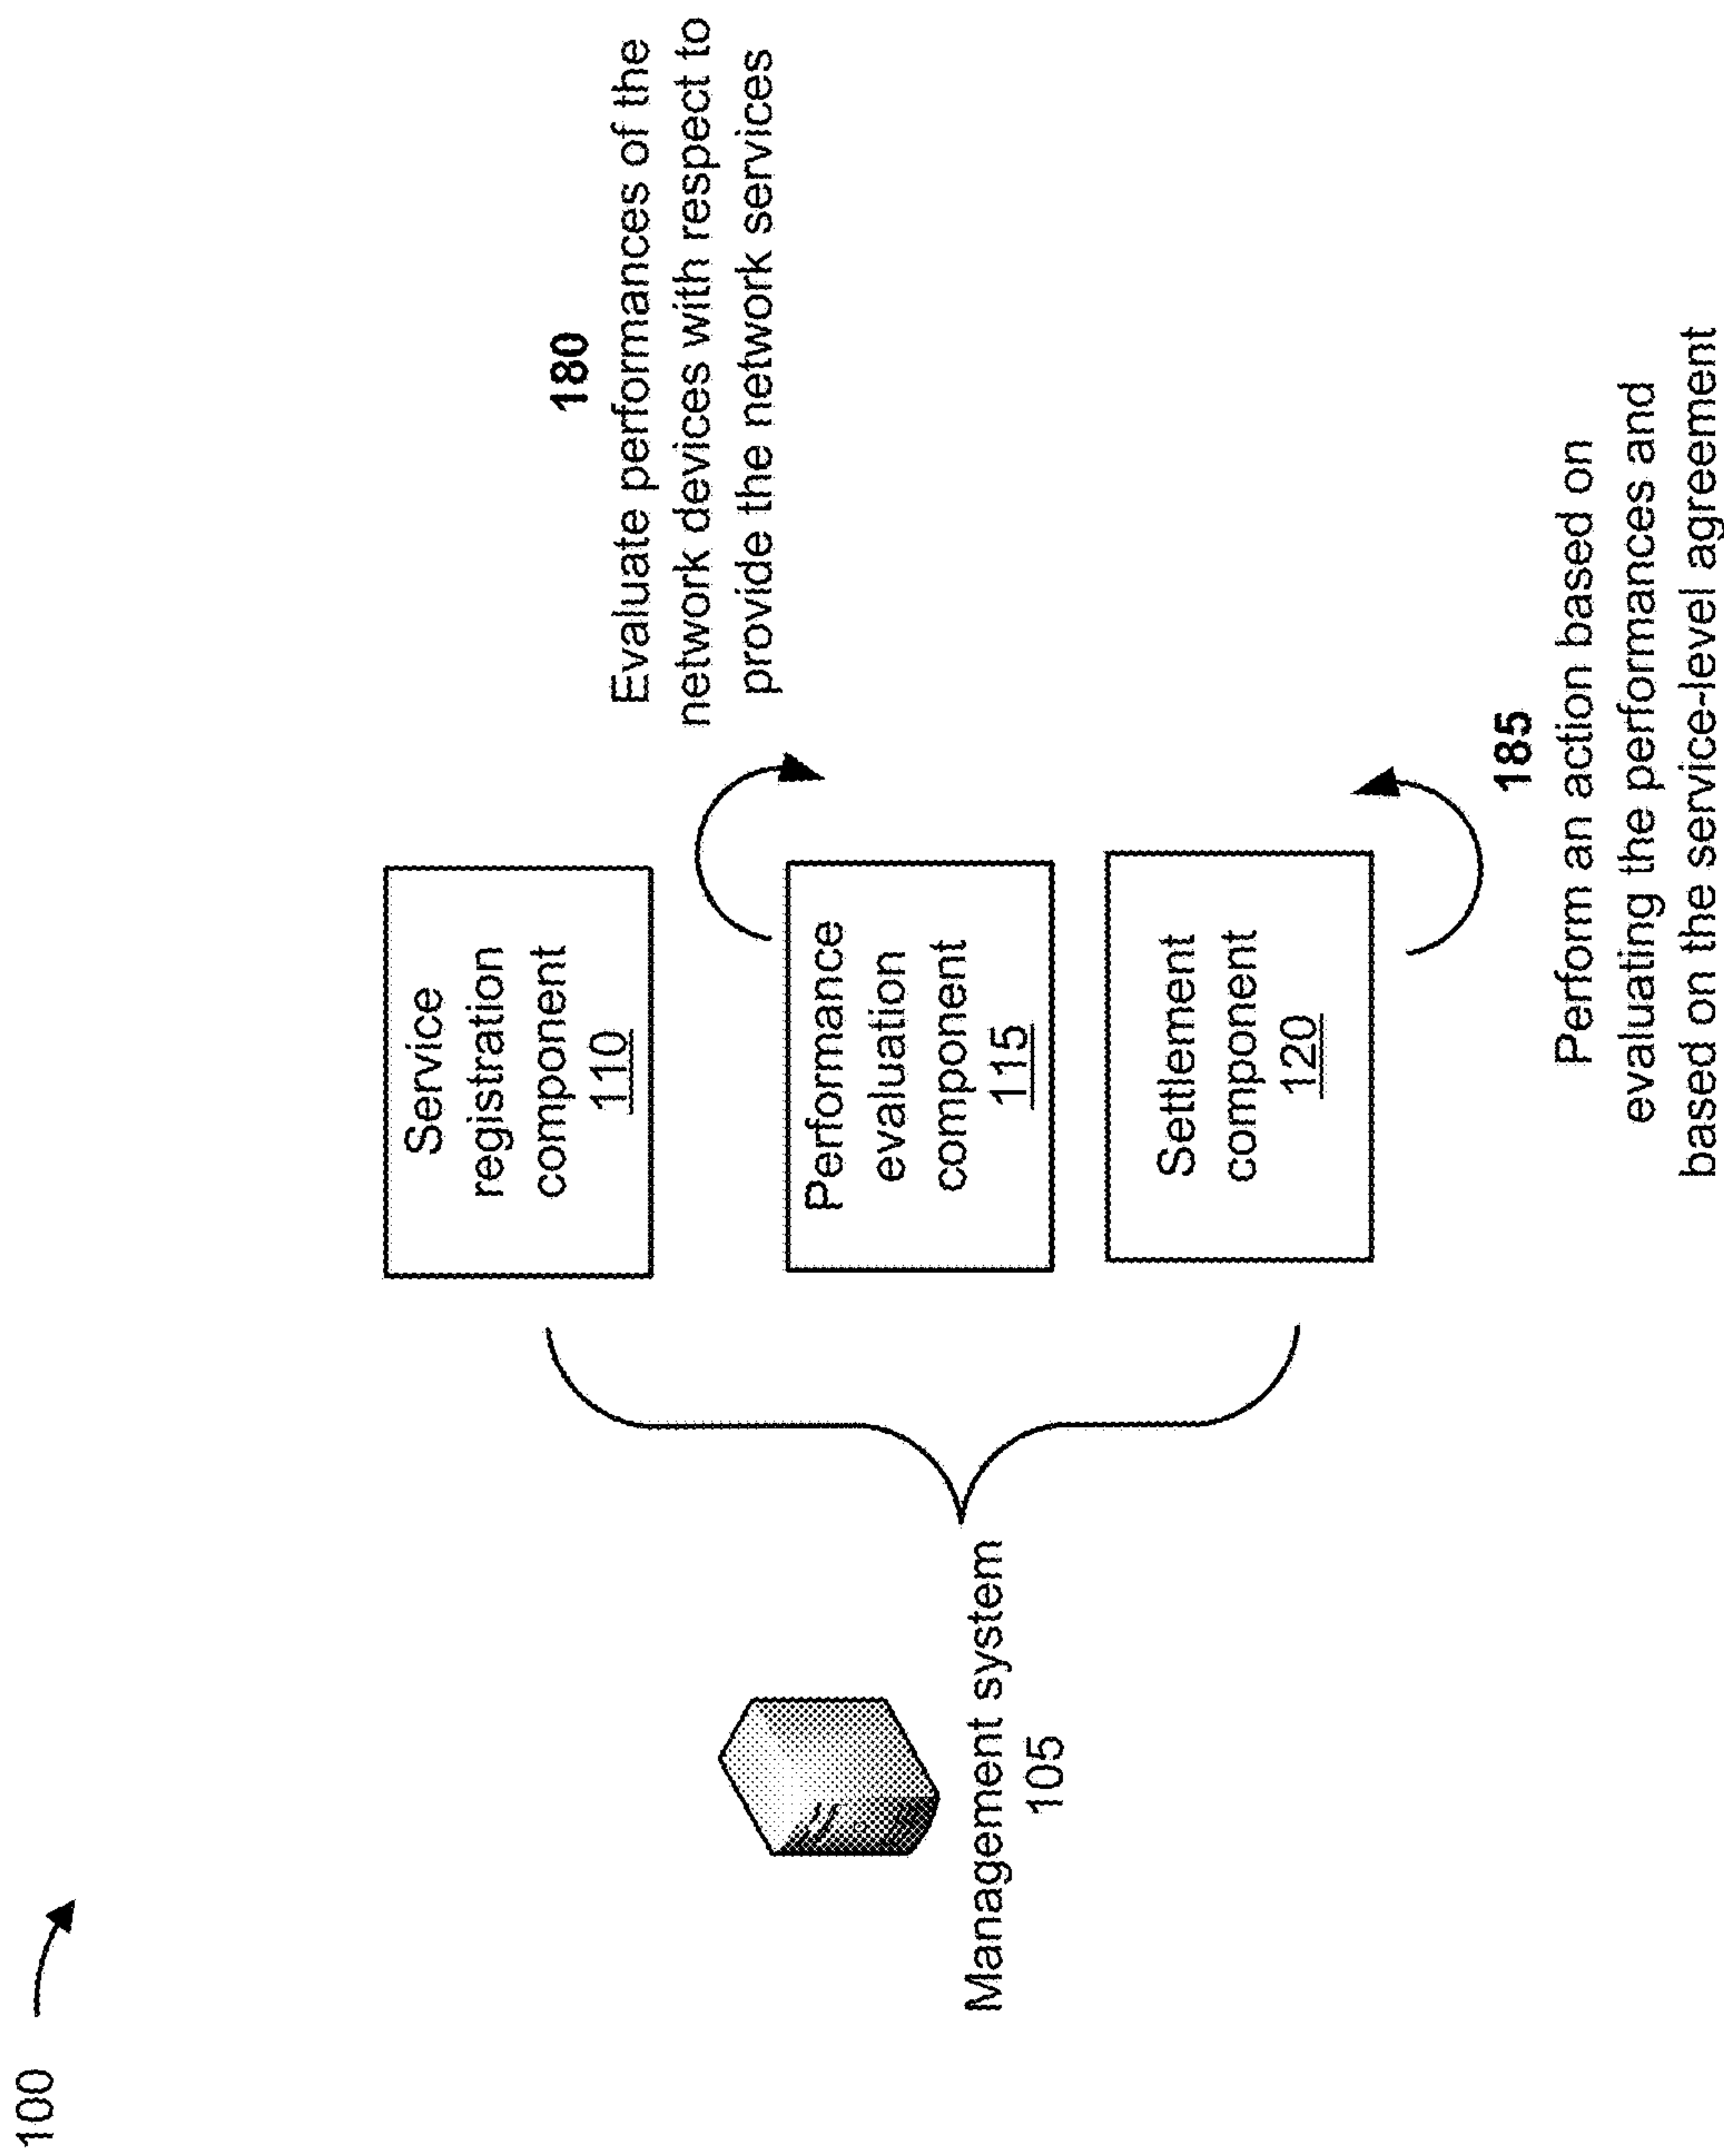 100
180
Evaluate performances of the
network devices with respect to
provide the network services
Service
registration
component
110
Performance
evaluation
component
115
Settlement
component
120
Management system
105
185
Perform an action based on
evaluating the performances and
based on the service-level agreement